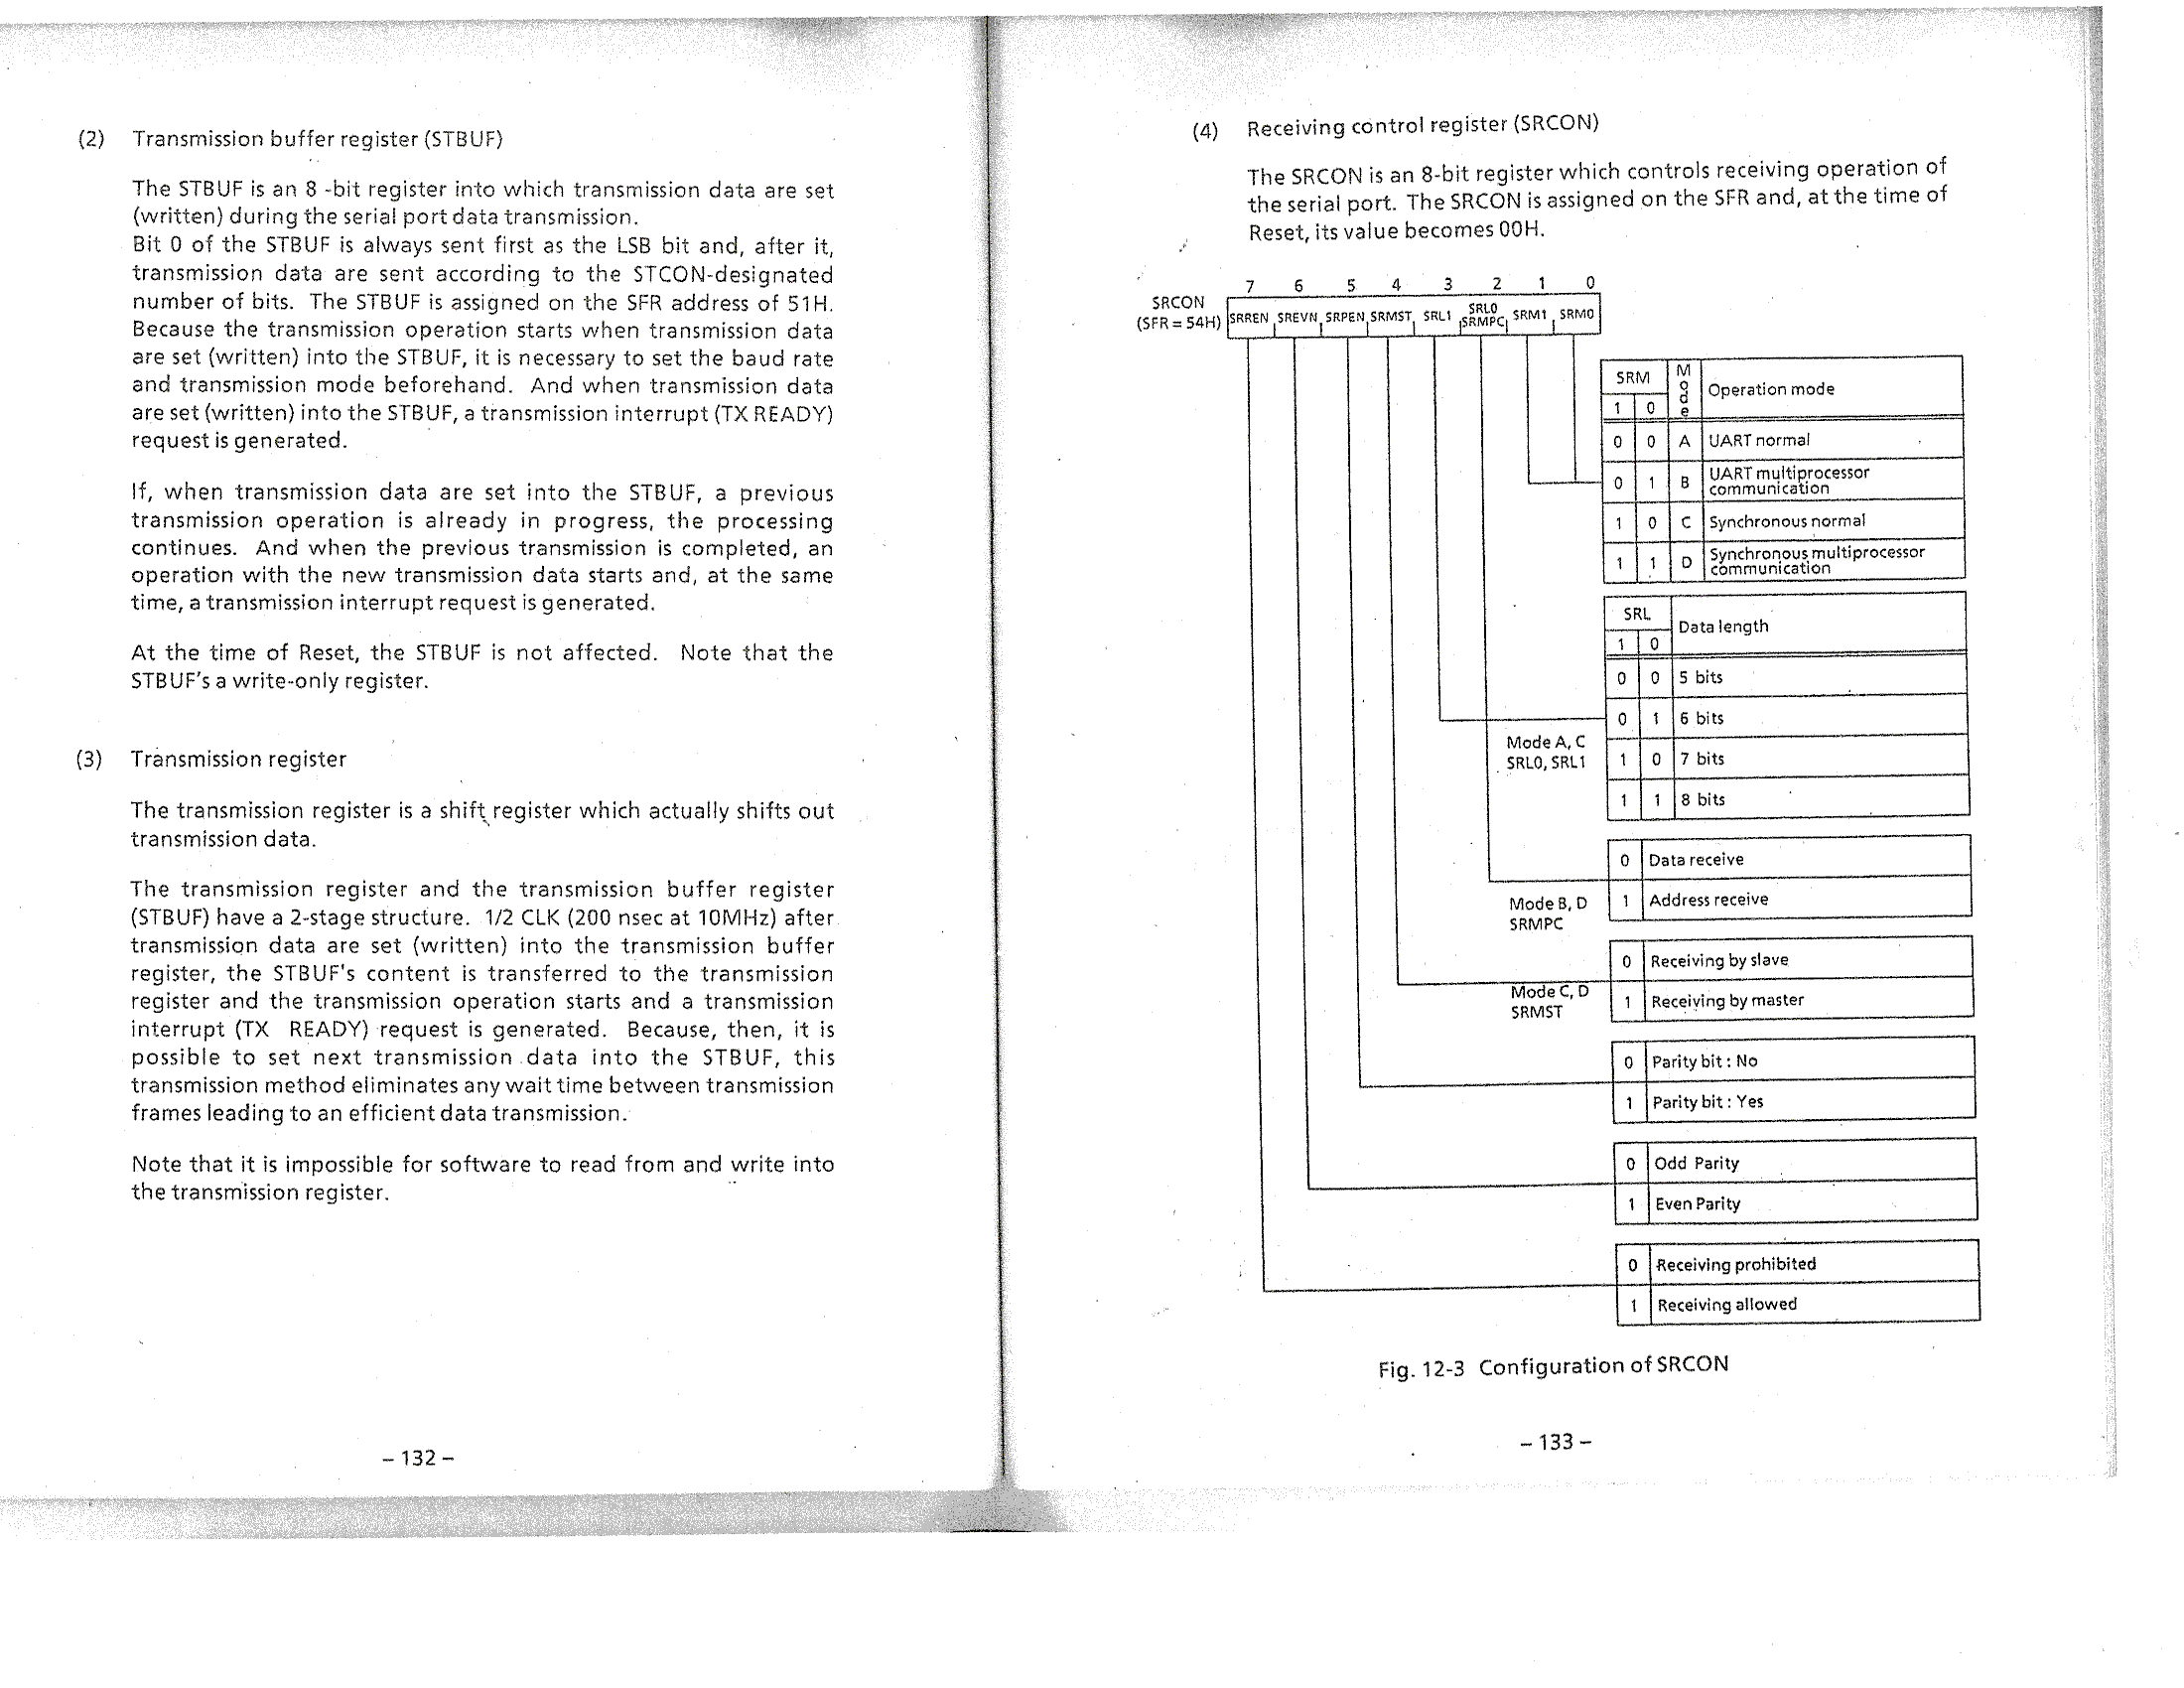 (2) Transmission buffer register (STBUF)
The STBUF is an 8 -bit register into which transmission data are set
(written) during the serial port data transmission.
Bit 0 of the STBUF is always sent first as the LSB bit and, after it,
transmission data are sent according to the STCON-designated
number of bits. The STBUF is assigned on the SFR address of 51H.
Because the transmission operation starts when transmission data
are set (written) into the STBUF, it is necessary to set the baud rate
and transmission mode beforehand. And when transmission data
are set (written) into the STBUF, a transmission interrupt (TX READY)
request is generated.
If, when transmission data are set into the STBUF, a previous
transmission operation is already in progress, the processing
continues. And when the previous transmission is completed, an
operation with the new transmission data starts and, at the same
time, a transmission interrupt request is generated.
At the time of Reset, the STBUF is not affected. Note that the
STBUF's a write-only register.
(3) Transmission register
The transmission register is a shift register which actually shifts out
transmission data.
The transmission register and the transmission buffer register
(STBUF) have a 2-stage structure. 1/2 CLK (200 nsec at 10MHz) after
transmission data are set (written) into the transmission buffer
register, the STBUF's content is transferred to the transmission
register and the transmission operation starts and a transmission
interrupt (TX READY) request is generated. Because, then, it is
possible to set next transmission data into the STBUF, this
transmission method eliminates any wait time between transmission
frames leading to an efficient data transmission.
Note that it is impossible for software to read from and write into
the transmission register.
– 132 –
(4) Receiving control register (SRCON)
The SRCON is an 8-bit register which controls receiving operation of
the serial port. The SRCON is assigned on the SFR and, at the time of
Reset, its value becomes 00H.
7 6 5 4 3 2 1 0
SRCON
(SFR = 54H)
SRREN SREVN SRPEN SRMST SRL1 SRL0 SRMPC SRM1 SRM0
SRM Mode Operation mode
1 0
0 0 A UART normal
0 1 B UART multiprocessor
communication
1 0 C Synchronous normal
1 1 D Synchronous multiprocessor
communication
SRL Data length
1 0
0 0 5 bits
0 1 6 bits
Mode A, C
SRL0, SRL1
1 0 7 bits
1 1 8 bits
0 Data receive
1 Address receive
Mode B, D
SRMPC
0 Receiving by slave
1 Receiving by master
Mode C, D
SRMST
0 Parity bit : No
1 Parity bit : Yes
0 Odd Parity
1 Even Parity
0 Receiving prohibited
1 Receiving allowed
Fig. 12-3 Configuration of SRCON
– 133 –